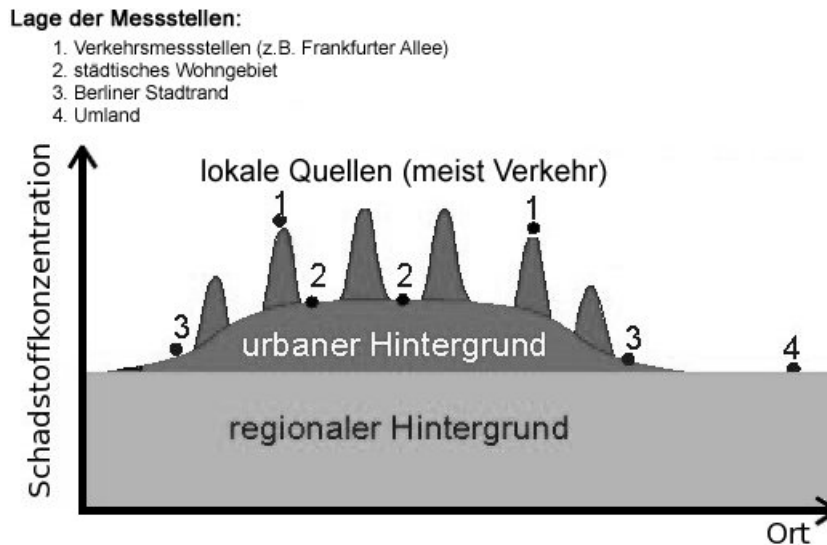 Lage der Messstellen:
1. Verkehrsmessstellen (z.B. Frankfurter Allee)
2. städtisches Wohngebiet
3. Berliner Stadtrand
4. Umland
Schadstoffkonzentration
lokale Quellen (meist Verkehr)
1
1
2
2
3
3
4
urbaner Hintergrund
regionaler Hintergrund
Ort